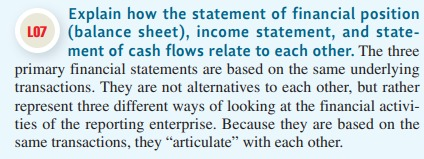 LO7
Explain how the statement of financial position
(balance sheet), income statement, and state-
ment of cash flows relate to each other. The three
primary financial statements are based on the same underlying
transactions. They are not alternatives to each other, but rather
represent three different ways of looking at the financial activi-
ties of the reporting enterprise. Because they are based on the
same transactions, they “articulate” with each other.